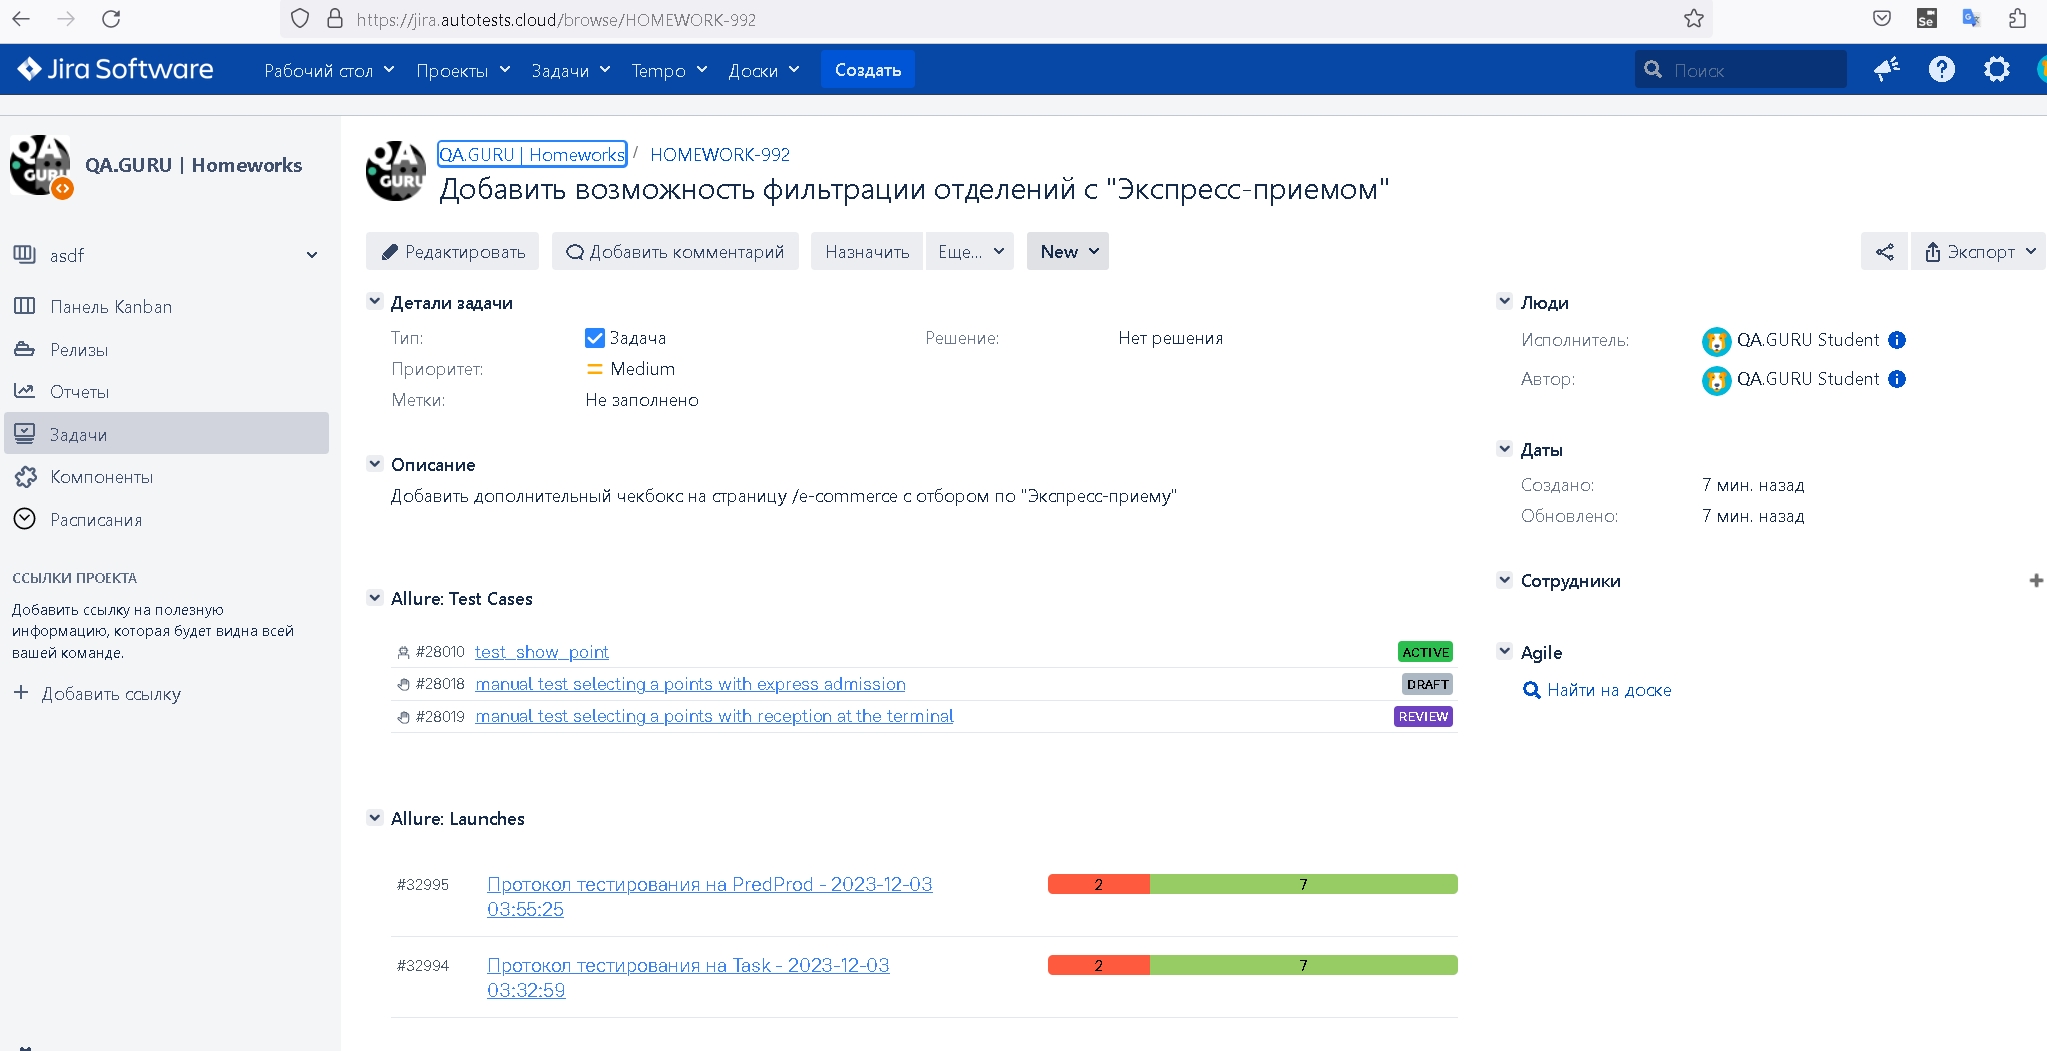 https://jira.autotests.cloud/browse/HOMEWORK-992
Se
G
Jira Software
Рабочий стол
Проекты
Задачи
Tempo
Доски
Создать
Поиск
QA GURU
QA.GURU | Homeworks
asdf
Панель Kanban
Релизы
Отчеты
Задачи
Компоненты
Расписания
ССЫЛКИ ПРОЕКТА
Добавить ссылку на полезную
информацию, которая будет видна всей
вашей команде.
Добавить ссылку
QA GURU
QA.GURU | Homeworks / HOMEWORK-992
Добавить возможность фильтрации отделений с "Экспресс-приемом"
Редактировать
Добавить комментарий
Назначить
Еще...
New
Экспорт
Детали задачи
Тип: Задача
Решение: Нет решения
Приоритет: Medium
Метки: Не заполнено
Описание
Добавить дополнительный чекбокс на страницу /e-commerce с отбором по "Экспресс-приему"
Allure: Test Cases
#28010 test_show_point ACTIVE
#28018 manual test selecting a points with express admission DRAFT
#28019 manual test selecting a points with reception at the terminal REVIEW
Allure: Launches
#32995 Протокол тестирования на PredProd - 2023-12-03
03:55:25
2 7
#32994 Протокол тестирования на Task - 2023-12-03
03:32:59
2 7
Люди
Исполнитель: QA.GURU Student
Автор: QA.GURU Student
Даты
Создано: 7 мин. назад
Обновлено: 7 мин. назад
Сотрудники
Agile
Найти на доске